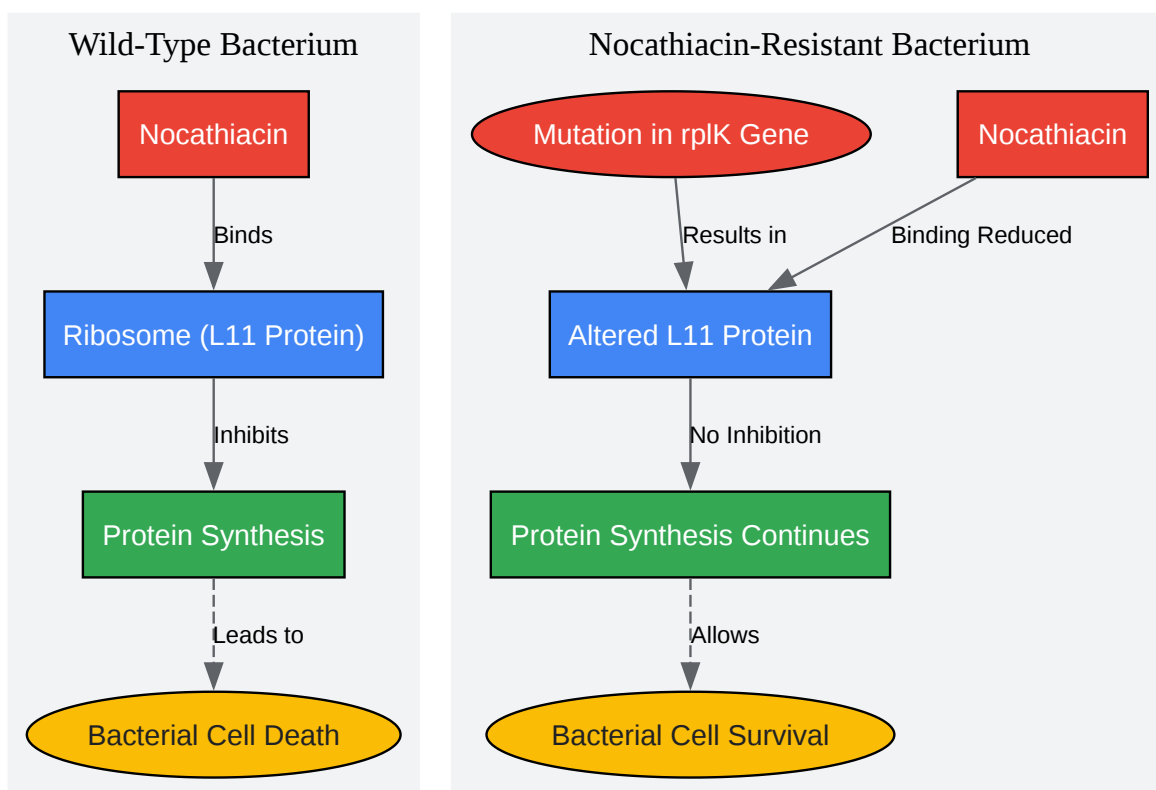 Wild-Type Bacterium
Nocathiacin
Binds
Ribosome (L11 Protein)
Inhibits
Protein Synthesis
Leads to
Bacterial Cell Death
Nocathiacin-Resistant Bacterium
Mutation in rplK Gene
Nocathiacin
Results in
Binding Reduced
Altered L11 Protein
No Inhibition
Protein Synthesis Continues
Allows
Bacterial Cell Survival